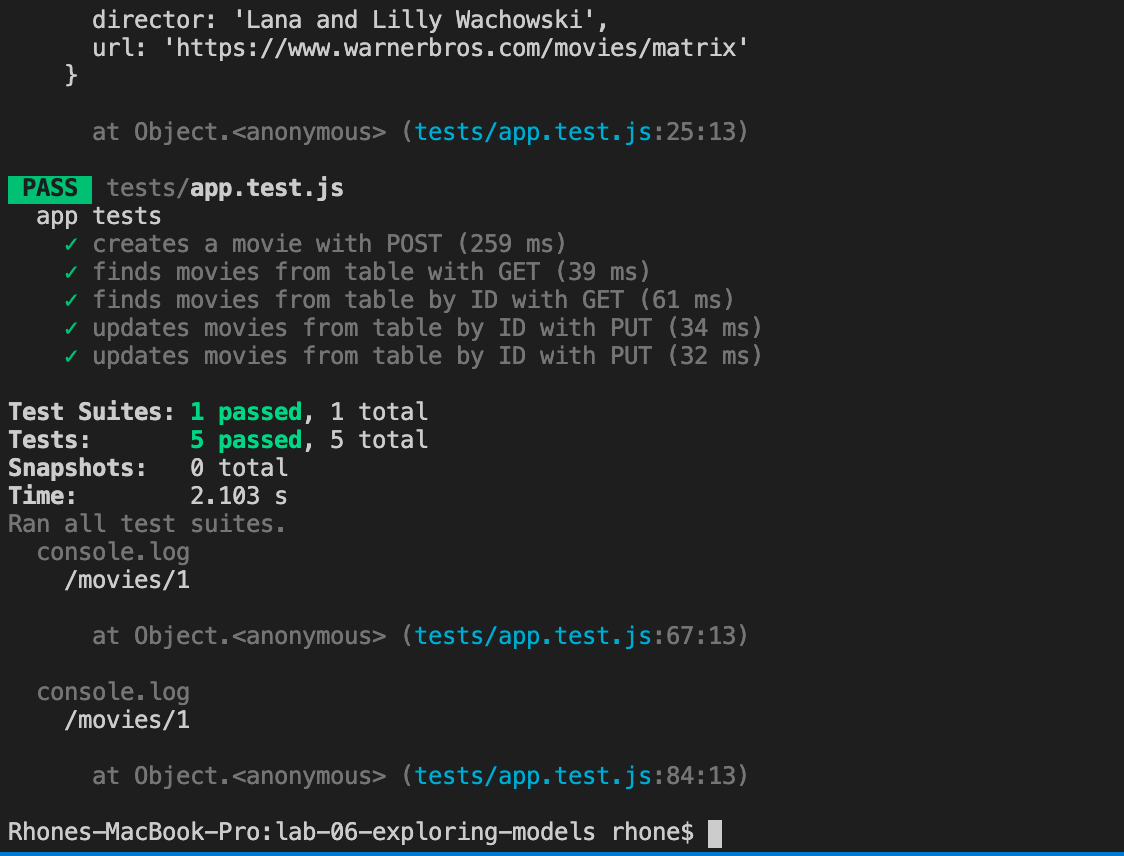 director: 'Lana and Lilly Wachowski',
url: 'https://www.warnerbros.com/movies/matrix'
}
at Object.<anonymous> (tests/app.test.js:25:13)
PASS tests/app.test.js
app tests
✓ creates a movie with POST (259 ms)
✓ finds movies from table with GET (39 ms)
✓ finds movies from table by ID with GET (61 ms)
✓ updates movies from table by ID with PUT (34 ms)
✓ updates movies from table by ID with PUT (32 ms)
Test Suites: 1 passed, 1 total
Tests: 5 passed, 5 total
Snapshots: 0 total
Time: 2.103 s
Ran all test suites.
console.log
/movies/1
at Object.<anonymous> (tests/app.test.js:67:13)
console.log
/movies/1
at Object.<anonymous> (tests/app.test.js:84:13)
Rhones-MacBook-Pro:lab-06-exploring-models rhone$